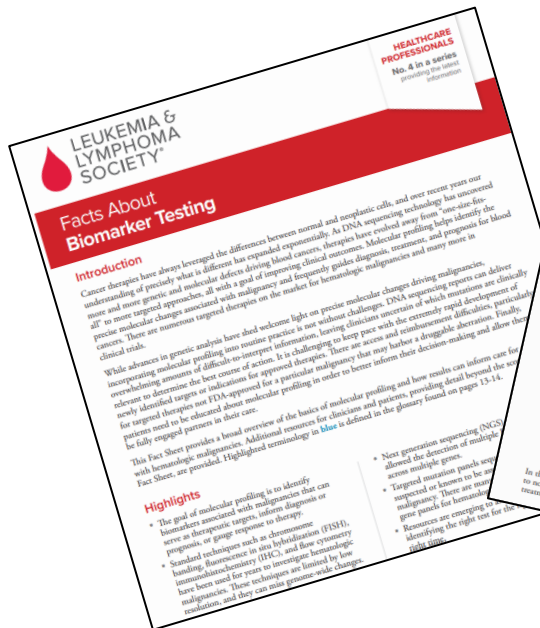 HEALTHCARE
PROFESSIONALS
No. 4 in a series
providing the latest
information
LEUKEMIA &
LYMPHOMA
SOCIETY®
Facts About
Biomarker Testing
Introduction
Cancer therapies have always leveraged the differences between normal and neoplastic cells, and over recent years our
understanding of precisely what is different has expanded exponentially. As DNA sequencing technology has uncovered
more and more genetic and molecular defects driving blood cancers, therapies have evolved away from "one-size-fits-
all" to more targeted approaches, all with a goal of improving clinical outcomes. Molecular profiling helps identify the
precise molecular changes associated with malignancy and frequently guides diagnosis, treatment, and prognosis for blood
cancers. There are numerous targeted therapies on the market for hematologic malignancies and many more in
clinical trials.
While advances in genetic analysis have shed welcome light on precise molecular changes driving malignancies,
incorporating molecular profiling into routine practice is not without challenges. DNA sequencing reports can deliver
overwhelming amounts of difficult-to-interpret information, leaving clinicians uncertain of which mutations are clinically
relevant to determine the best course of action. It is challenging to keep pace with the extremely rapid development of
newly identified targets or indications for approved therapies. There are access and reimbursement difficulties, particularly
for targeted therapies not FDA-approved for a particular malignancy that may harbor a druggable aberration. Finally,
patients need to be educated about molecular profiling in order to better inform their decision-making and allow them
be fully engaged partners in their care.
This Fact Sheet provides a broad overview of the basics of molecular profiling and how results can inform care for
with hematologic malignancies. Additional resources for clinicians and patients, providing detail beyond the
Fact Sheet, are provided. Highlighted terminology in blue is defined in the glossary found on pages 13-14.
Highlights
• The goal of molecular profiling is to identify
biomarkers associated with malignancies that can
serve as therapeutic targets, inform diagnosis or
prognosis, or gauge response to therapy.
• Standard techniques such as chromosome
banding, fluorescence in situ hybridization (FISH),
immunohistochemistry (IHC), and flow cytometry
have been used for years to investigate hematologic
malignancies. These techniques are limited by low
resolution, and they can miss genome-wide changes.
• Next generation sequencing (NGS)
allowed the detection of multiple
across multiple genes.
• Targeted mutation panels
suspected or known to be
malignancy. There are many
gene panels for
• Resources are emerging to
identifying the right test for the
right time.
In th
to no
treatm